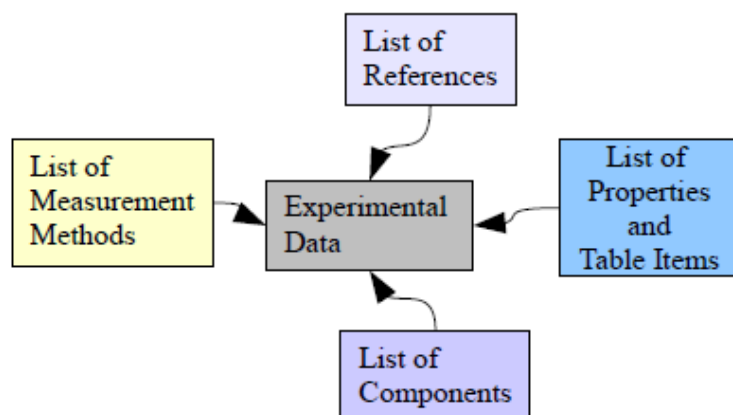 List of
References
List of
Measurement
Methods
Experimental
Data
List of
Properties
and
Table Items
List of
Components